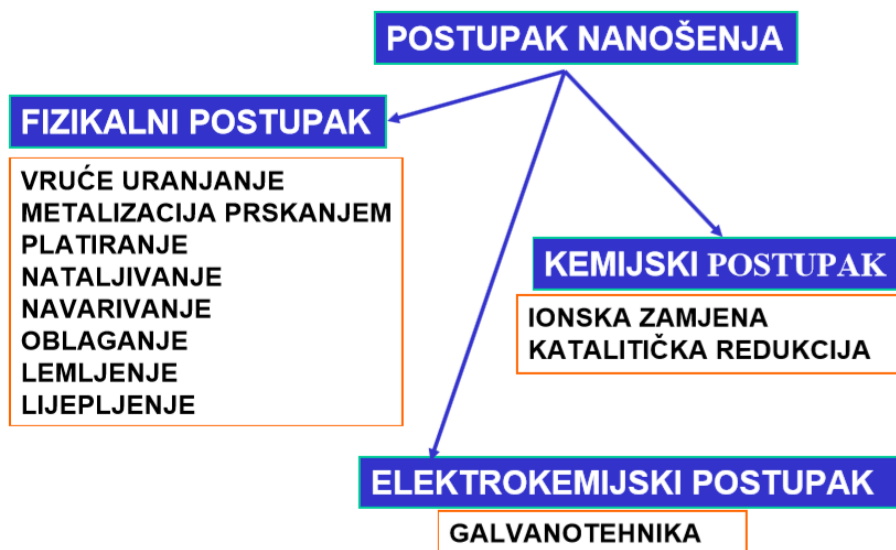 POSTUPAK NANOŠENJA
FIZIKALNI POSTUPAK
VRUĆE URANJANJE
METALIZACIJA PRSKANJEM
PLATIRANJE
NATALJIVANJE
NAVARIVANJE
OBLAGANJE
LEMLJENJE
LIJEPLJENJE
KEMIJSKI POSTUPAK
IONSKA ZAMJENA
KATALITIČKA REDUKCIJA
ELEKTROKEMIJSKI POSTUPAK
GALVANOTEHNIKA